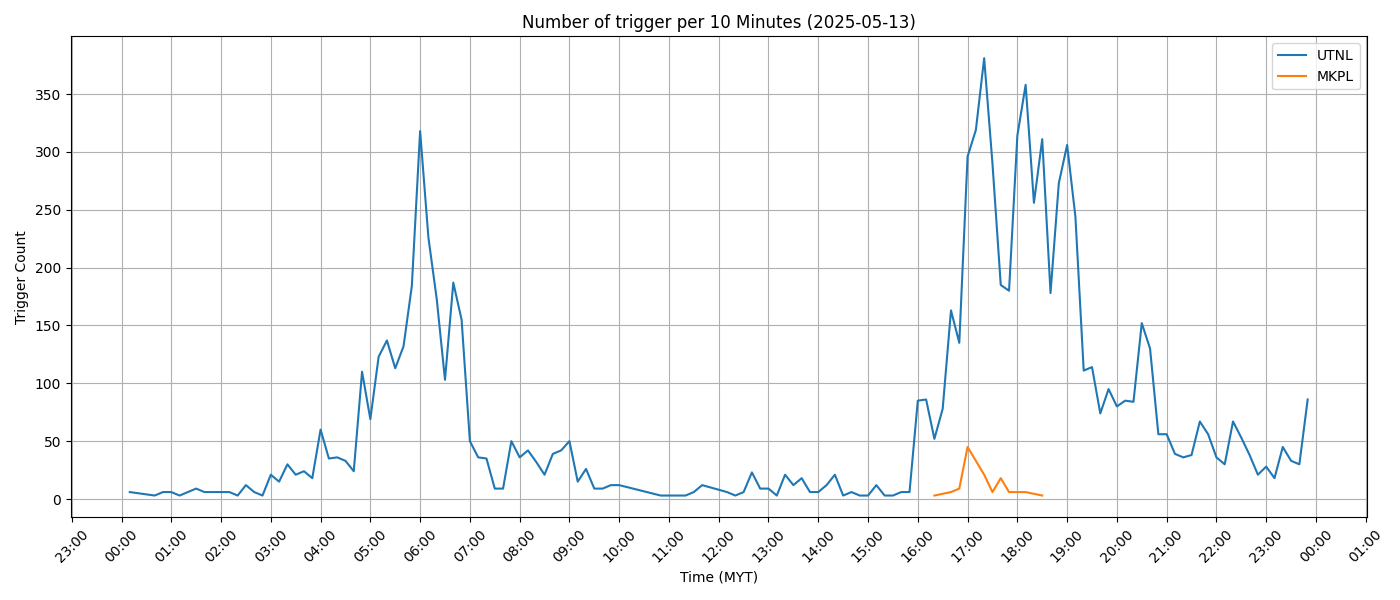 Number of trigger per 10 Minutes (2025-05-13)
UTNL
MKPL
Trigger Count
350
300
250
200
150
100
50
0
23:00 00:00 01:00 02:00 03:00 04:00 05:00 06:00 07:00 08:00 09:00 10:00 11:00 12:00 13:00 14:00 15:00 16:00 17:00 18:00 19:00 20:00 21:00 22:00 23:00 00:00 01:00
Time (MYT)